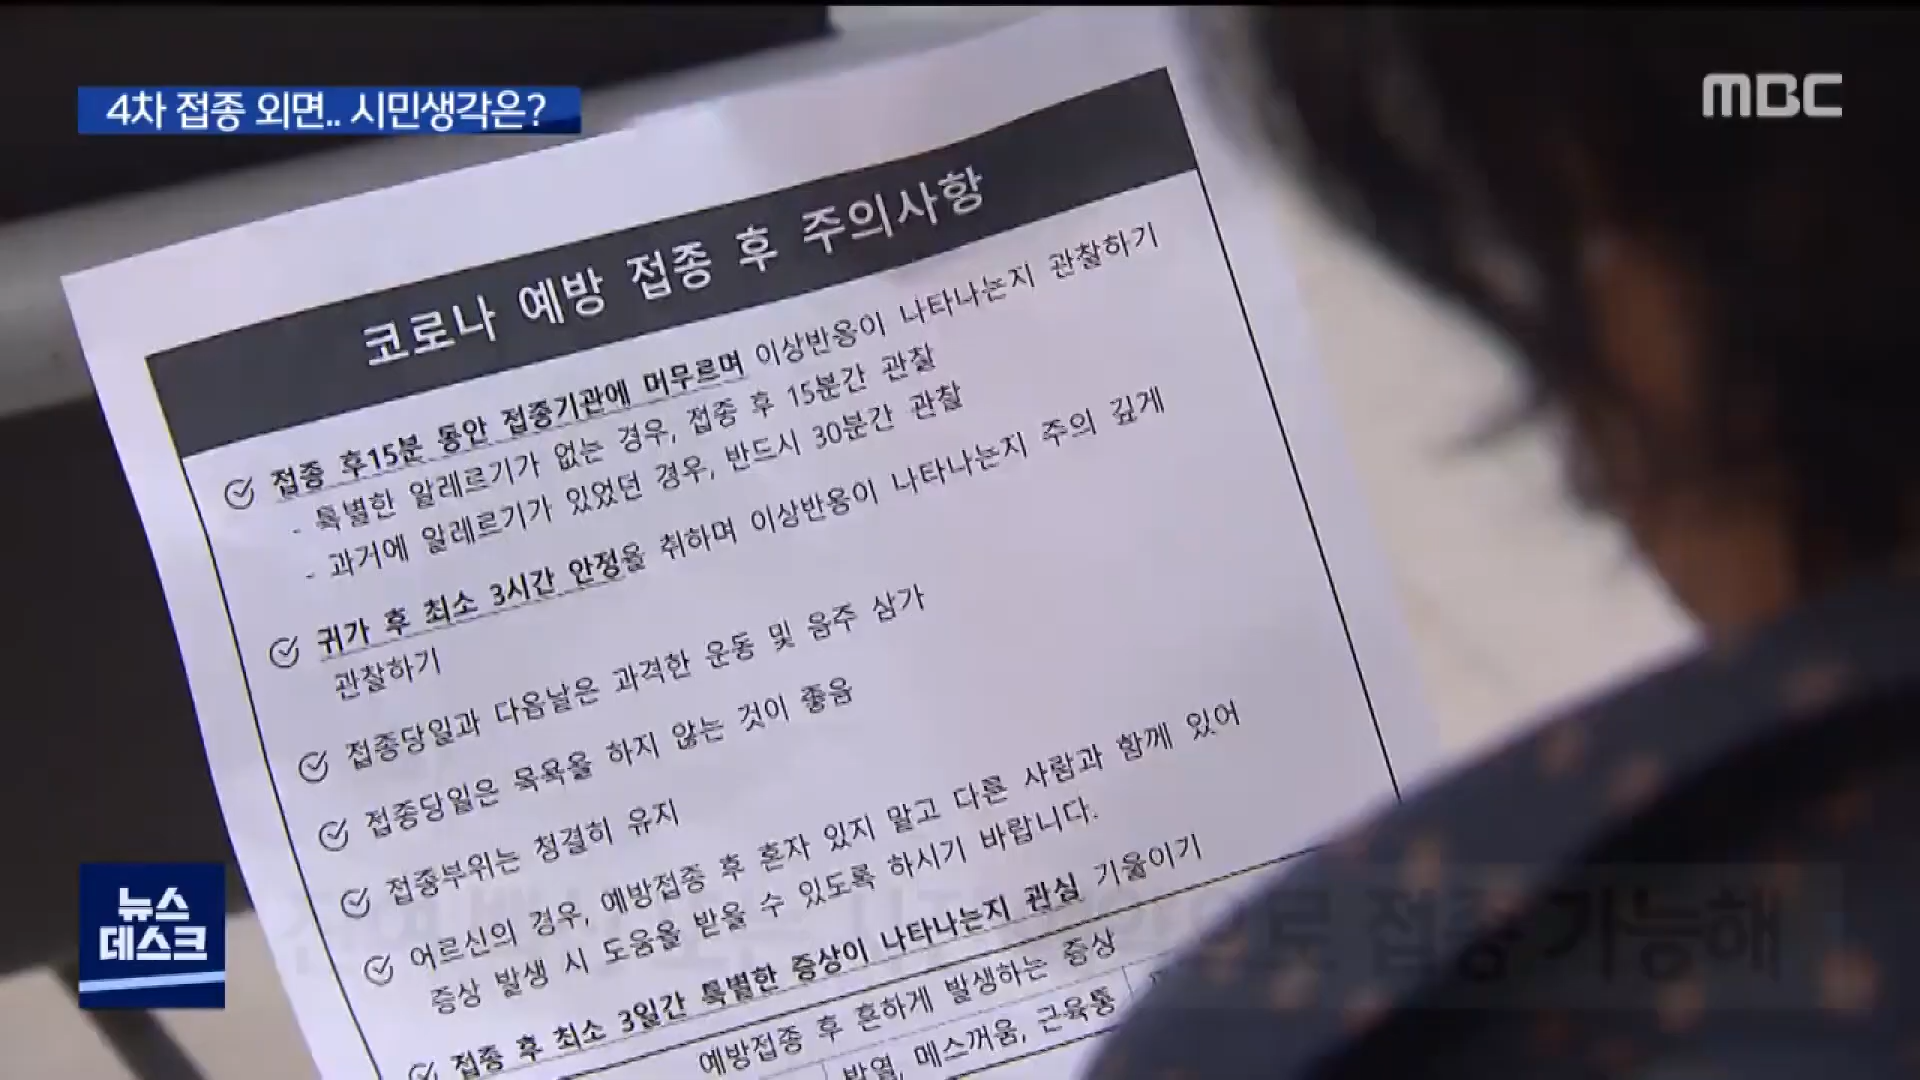 4차 접종 외면.. 시민생각은?
MBC
코로나 예방 접종 후 주의사항
접종 후15분 동안 접종기관에 머무르며 이상반응이 나타나는지 관찰하기
- 특별한 알레르기가 없는 경우, 접종 후 15분간 관찰
- 과거에 알레르기가 있었던 경우, 반드시 30분간 관찰
귀가 후 최소 3시간 안정을 취하며 이상반응이 나타나는지 주의 깊게
관찰하기
접종당일과 다음날은 과격한 운동 및 음주 삼가
접종당일은 목욕을 하지 않는 것이 좋음
접종부위는 청결히 유지
어르신의 경우, 예방접종 후 혼자 있지 말고 다른 사람과 함께 있어
증상 발생 시 도움을 받을 수 있도록 하시기 바랍니다.
접종 후 최소 3일간 특별한 증상이 나타나는지 관심 기울이기
예방접종 후 흔하게 발생하는 증상
발열, 메스꺼움, 근육통
접종 가능해
뉴스
데스크